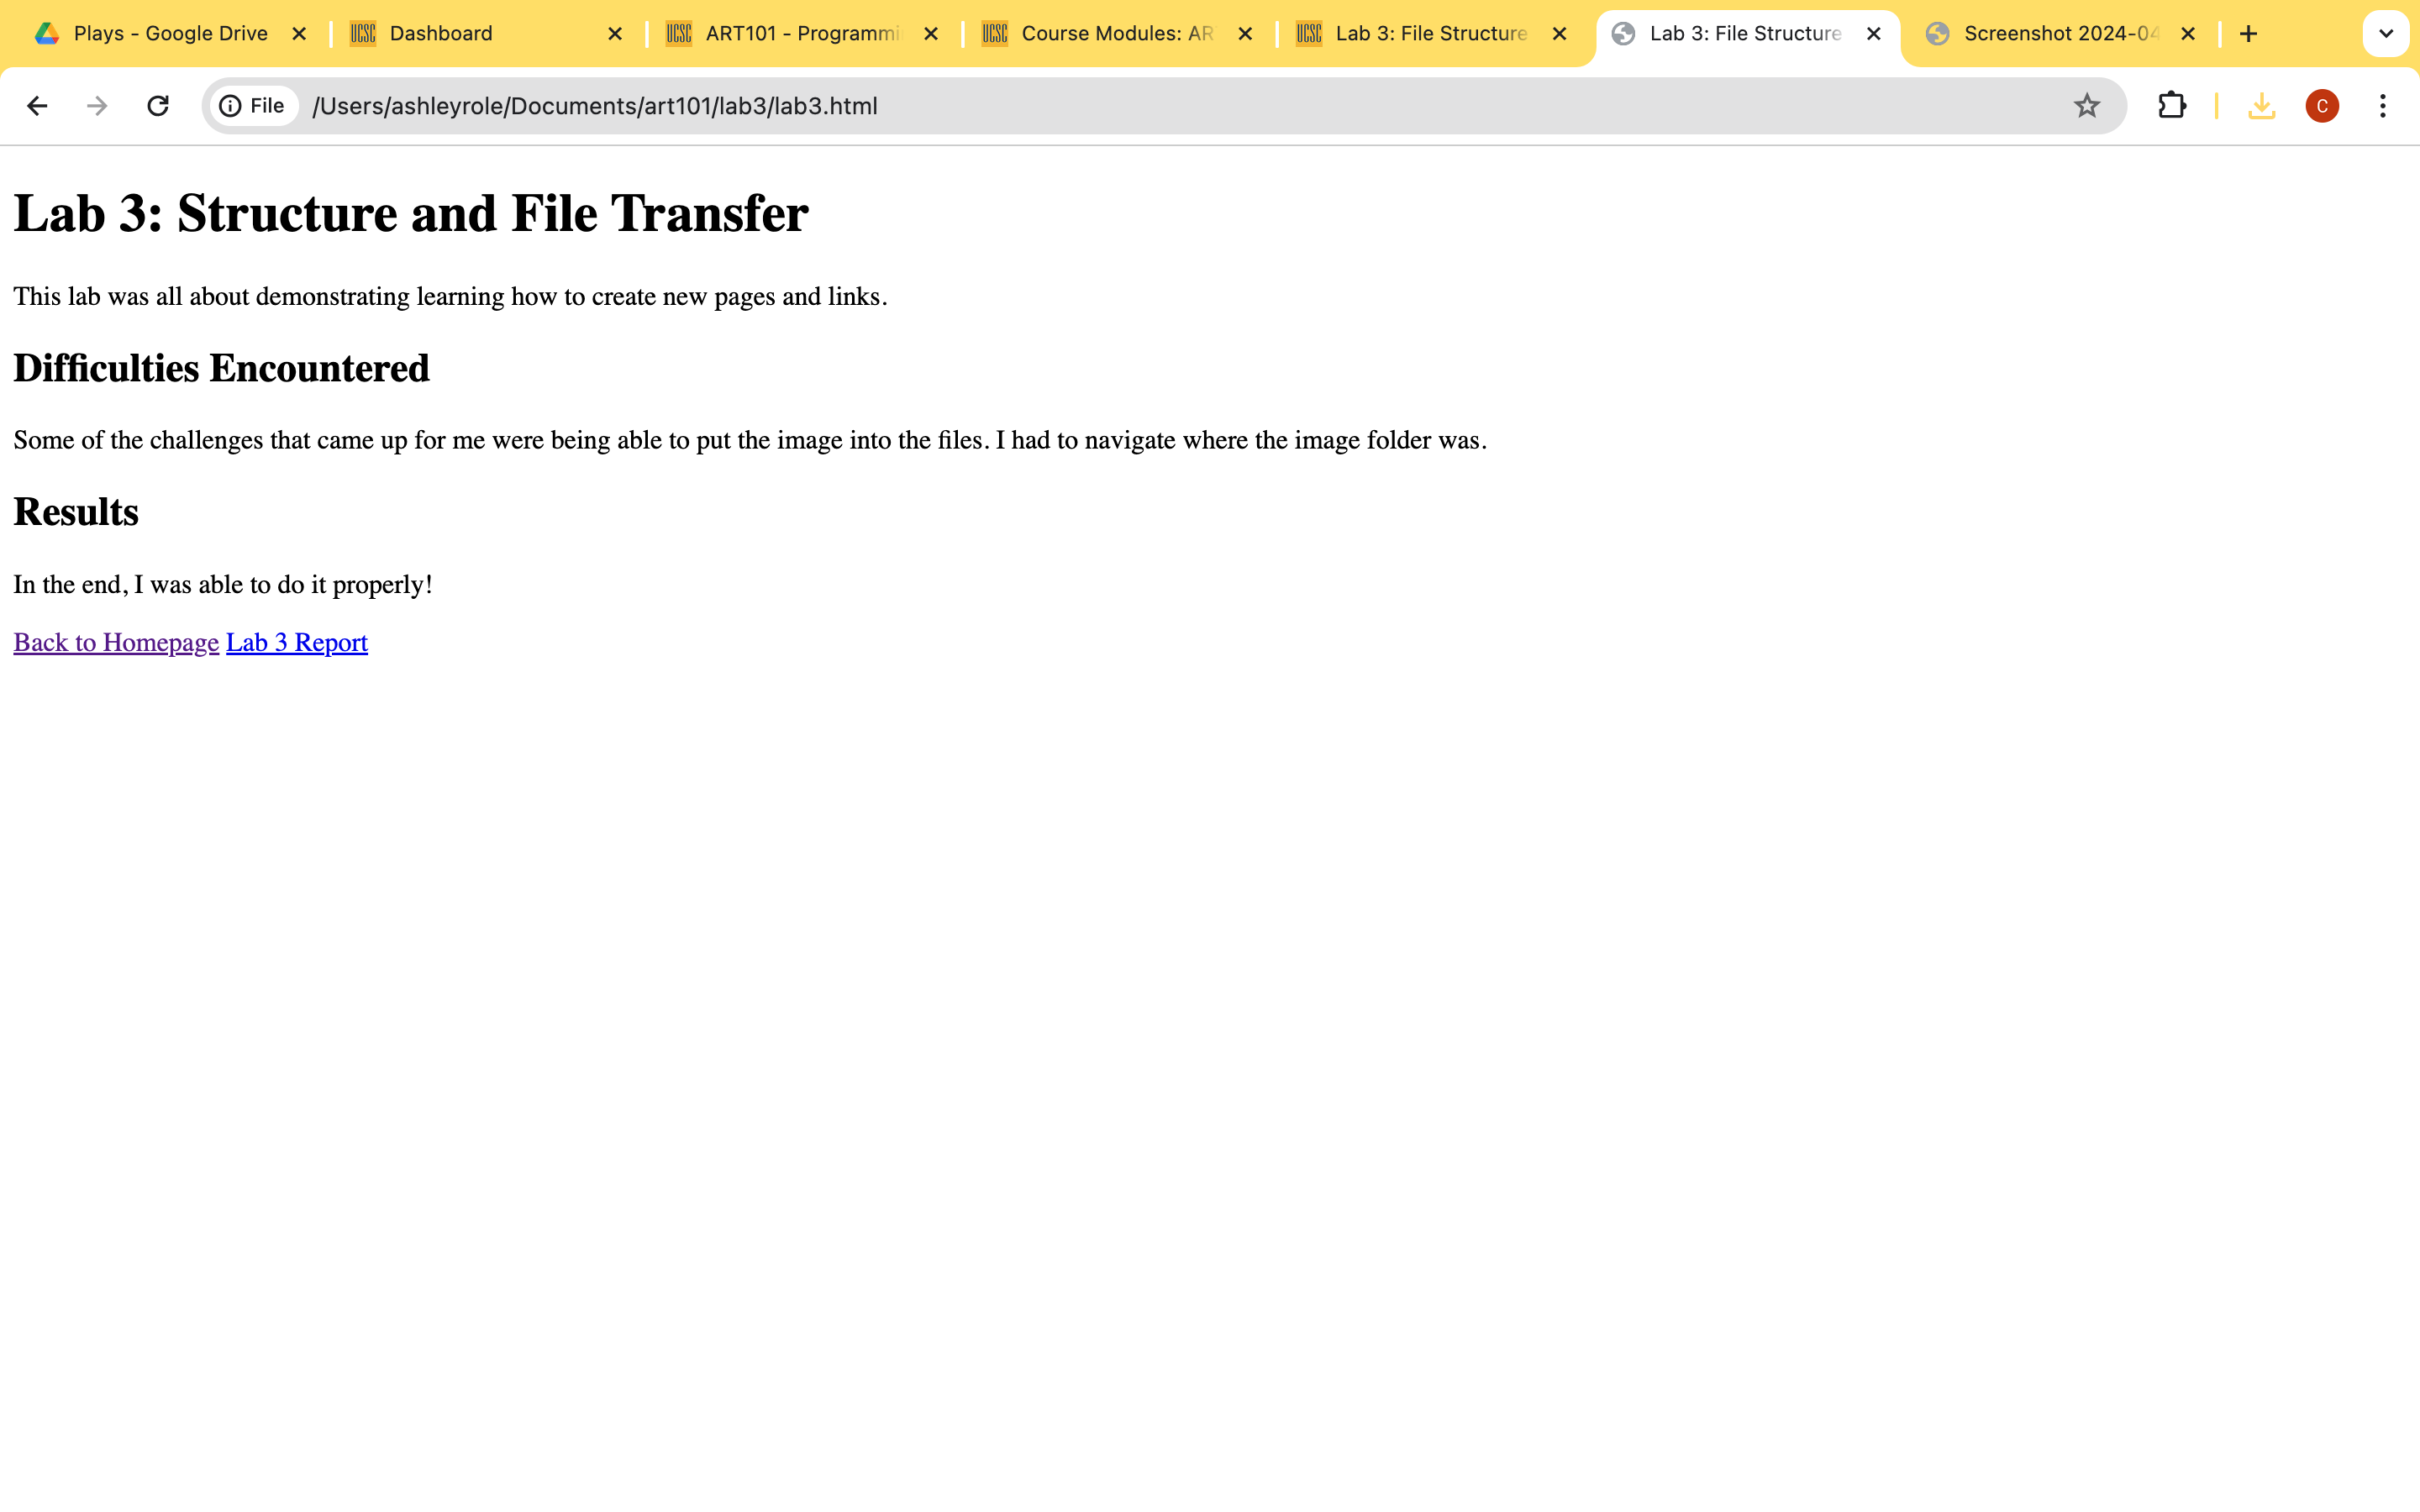 Plays - Google Drive
UCSC Dashboard
UCSC ART101 - Programmi
UCSC Course Modules: AR
UCSC Lab 3: File Structure
Lab 3: File Structure
Screenshot 2024-04
File /Users/ashleyrole/Documents/art101/lab3/lab3.html
C
Lab 3: Structure and File Transfer
This lab was all about demonstrating learning how to create new pages and links.
Difficulties Encountered
Some of the challenges that came up for me were being able to put the image into the files. I had to navigate where the image folder was.
Results
In the end, I was able to do it properly!
Back to Homepage Lab 3 Report